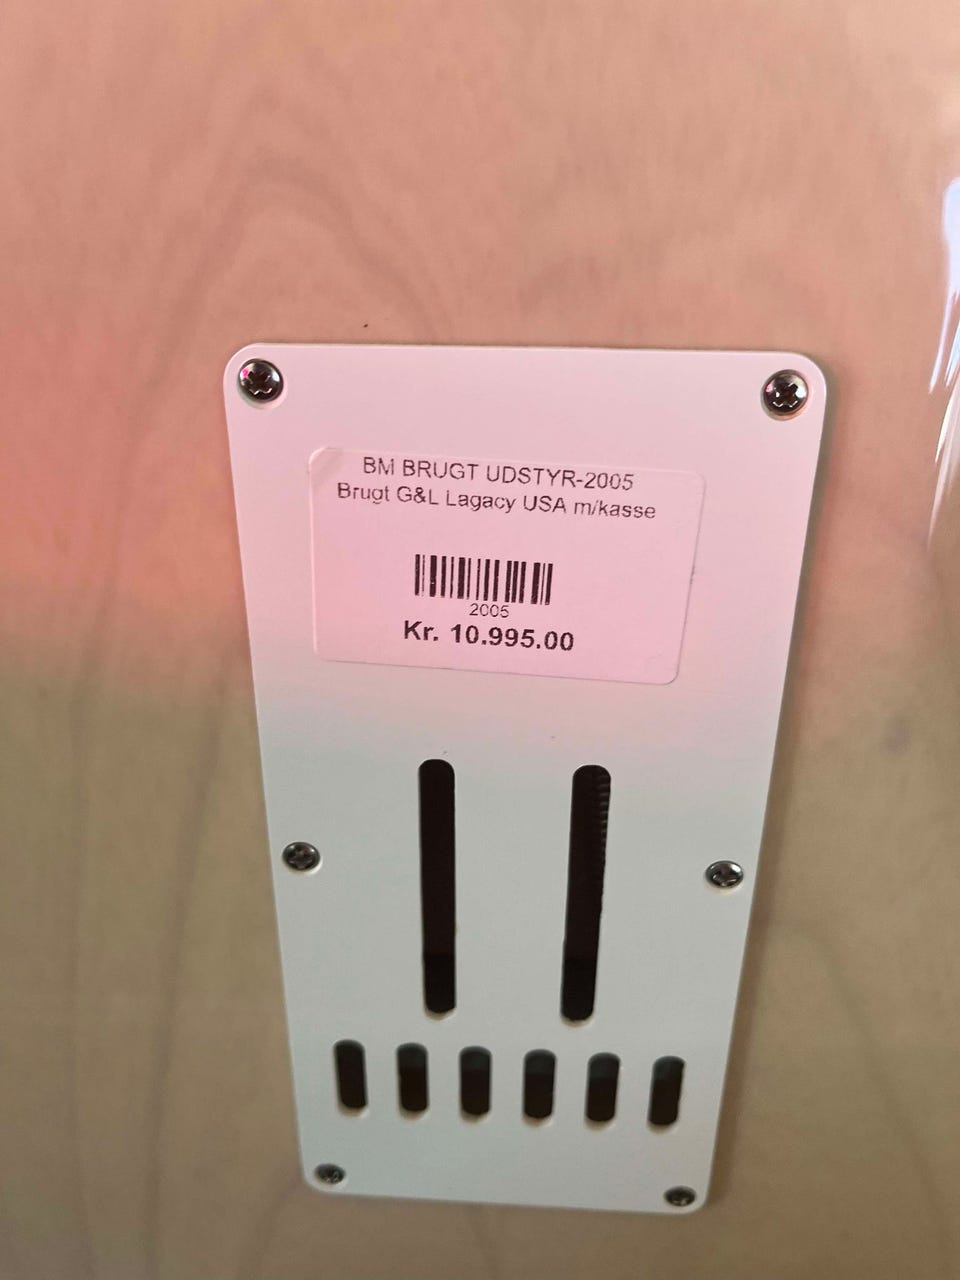 BM BRUGT UDSTYR-2005
Brugt G&L Lagacy USA m/kasse
2005
Kr. 10.995.00